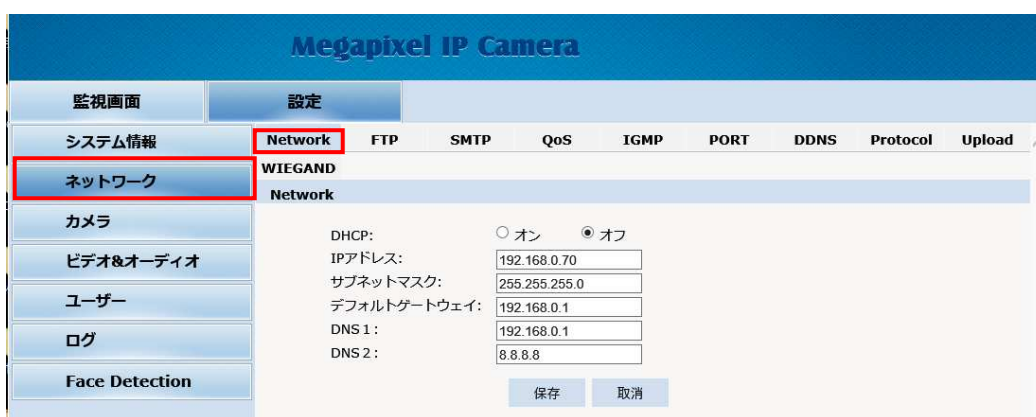 Megapixel IP Camera
監視画面 設定
システム情報
ネットワーク
カメラ
ビデオ&オーディオ
ユーザー
ログ
Face Detection
Network FTP SMTP QoS IGMP PORT DDNS Protocol Upload
WIEGAND
Network
DHCP: オン オフ
IPアドレス: 192.168.0.70
サブネットマスク: 255.255.255.0
デフォルトゲートウェイ: 192.168.0.1
DNS1: 192.168.0.1
DNS2: 8.8.8.8
保存 取消